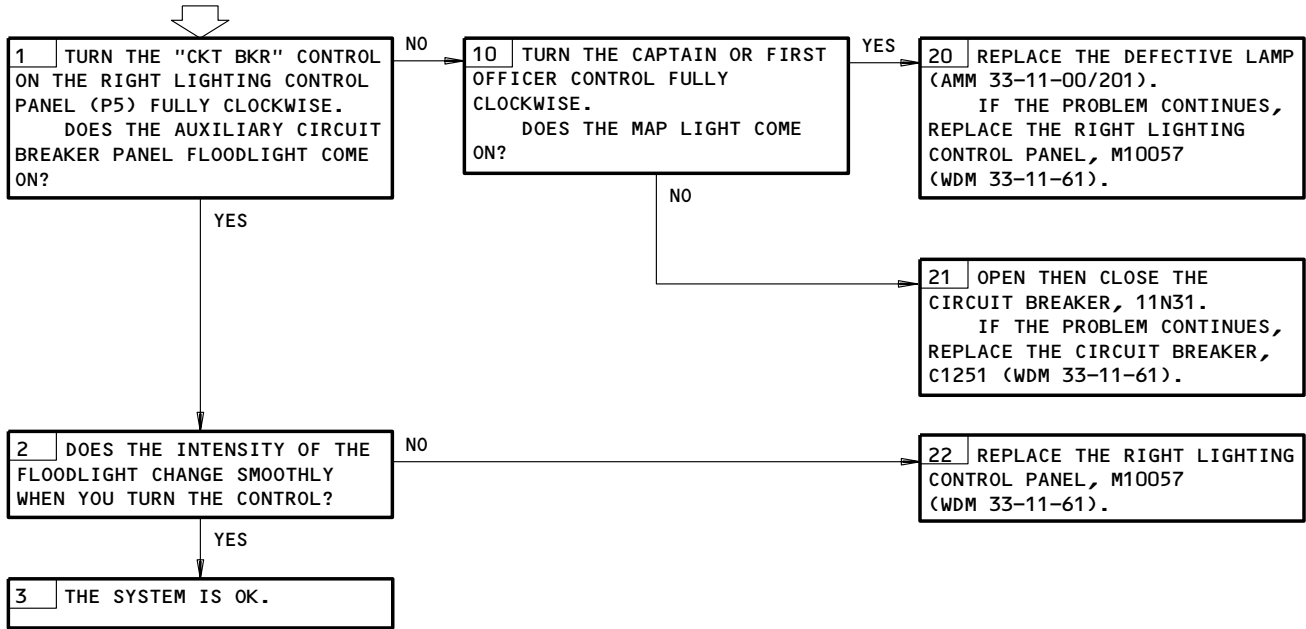 1 TURN THE "CKT BKR" CONTROL
ON THE RIGHT LIGHTING CONTROL
PANEL (P5) FULLY CLOCKWISE.
DOES THE AUXILIARY CIRCUIT
BREAKER PANEL FLOODLIGHT COME
ON?
NO
YES
10 TURN THE CAPTAIN OR FIRST
OFFICER CONTROL FULLY
CLOCKWISE.
DOES THE MAP LIGHT COME
ON?
YES
NO
20 REPLACE THE DEFECTIVE LAMP
(AMM 33-11-00/201).
IF THE PROBLEM CONTINUES,
REPLACE THE RIGHT LIGHTING
CONTROL PANEL, M10057
(WDM 33-11-61).
21 OPEN THEN CLOSE THE
CIRCUIT BREAKER, 11N31.
IF THE PROBLEM CONTINUES,
REPLACE THE CIRCUIT BREAKER,
C1251 (WDM 33-11-61).
2 DOES THE INTENSITY OF THE
FLOODLIGHT CHANGE SMOOTHLY
WHEN YOU TURN THE CONTROL?
NO
YES
22 REPLACE THE RIGHT LIGHTING
CONTROL PANEL, M10057
(WDM 33-11-61).
3 THE SYSTEM IS OK.